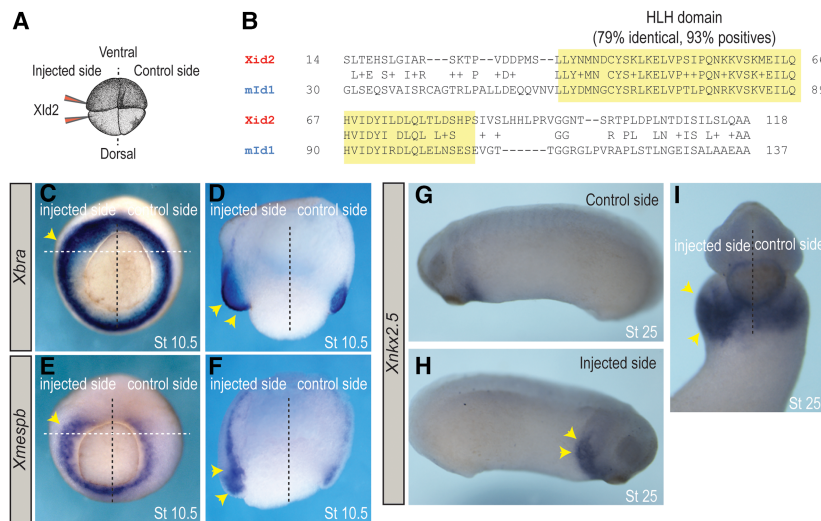 A
Ventral
Injected side
Control side
XId2
Dorsal
B
HLH domain
(79% identical, 93% positives)
Xid2 14 SLTEHSLGIAR---SKTP--VDDPMS--LLYNMNDCYSKLKELVPSIPQNKKVSKMEILQ 66
L+E S+ I+R ++ P +D+ LLY+MN CYS+LKELVP++PQN+KVSK+EILQ
mId1 30 GLSEQSVAISRCAGTRLPALLDEQQVNVLLYDMNGCYSRLKELVPTLPQNRKVSKVEILQ 89
Xid2 67 HVIDYILDLQLTLDSHPSIVSLHHLPRVGGNT--SRTPLDPLNTDISILSLQAA 118
HVIDYI DLQL L+S + + GG R PL LN +IS L+ +AA
mId1 90 HVIDYIRDLQLELNSESEVGT------TGGRGLPVRAPLSTLNGEISALAAEAA 137
Xbra
C
injected side
control side
St 10.5
D
injected side
control side
St 10.5
Xmespb
E
injected side
control side
St 10.5
F
injected side
control side
St 10.5
Xnkx2.5
G
Control side
St 25
H
Injected side
St 25
I
injected side
control side
St 25